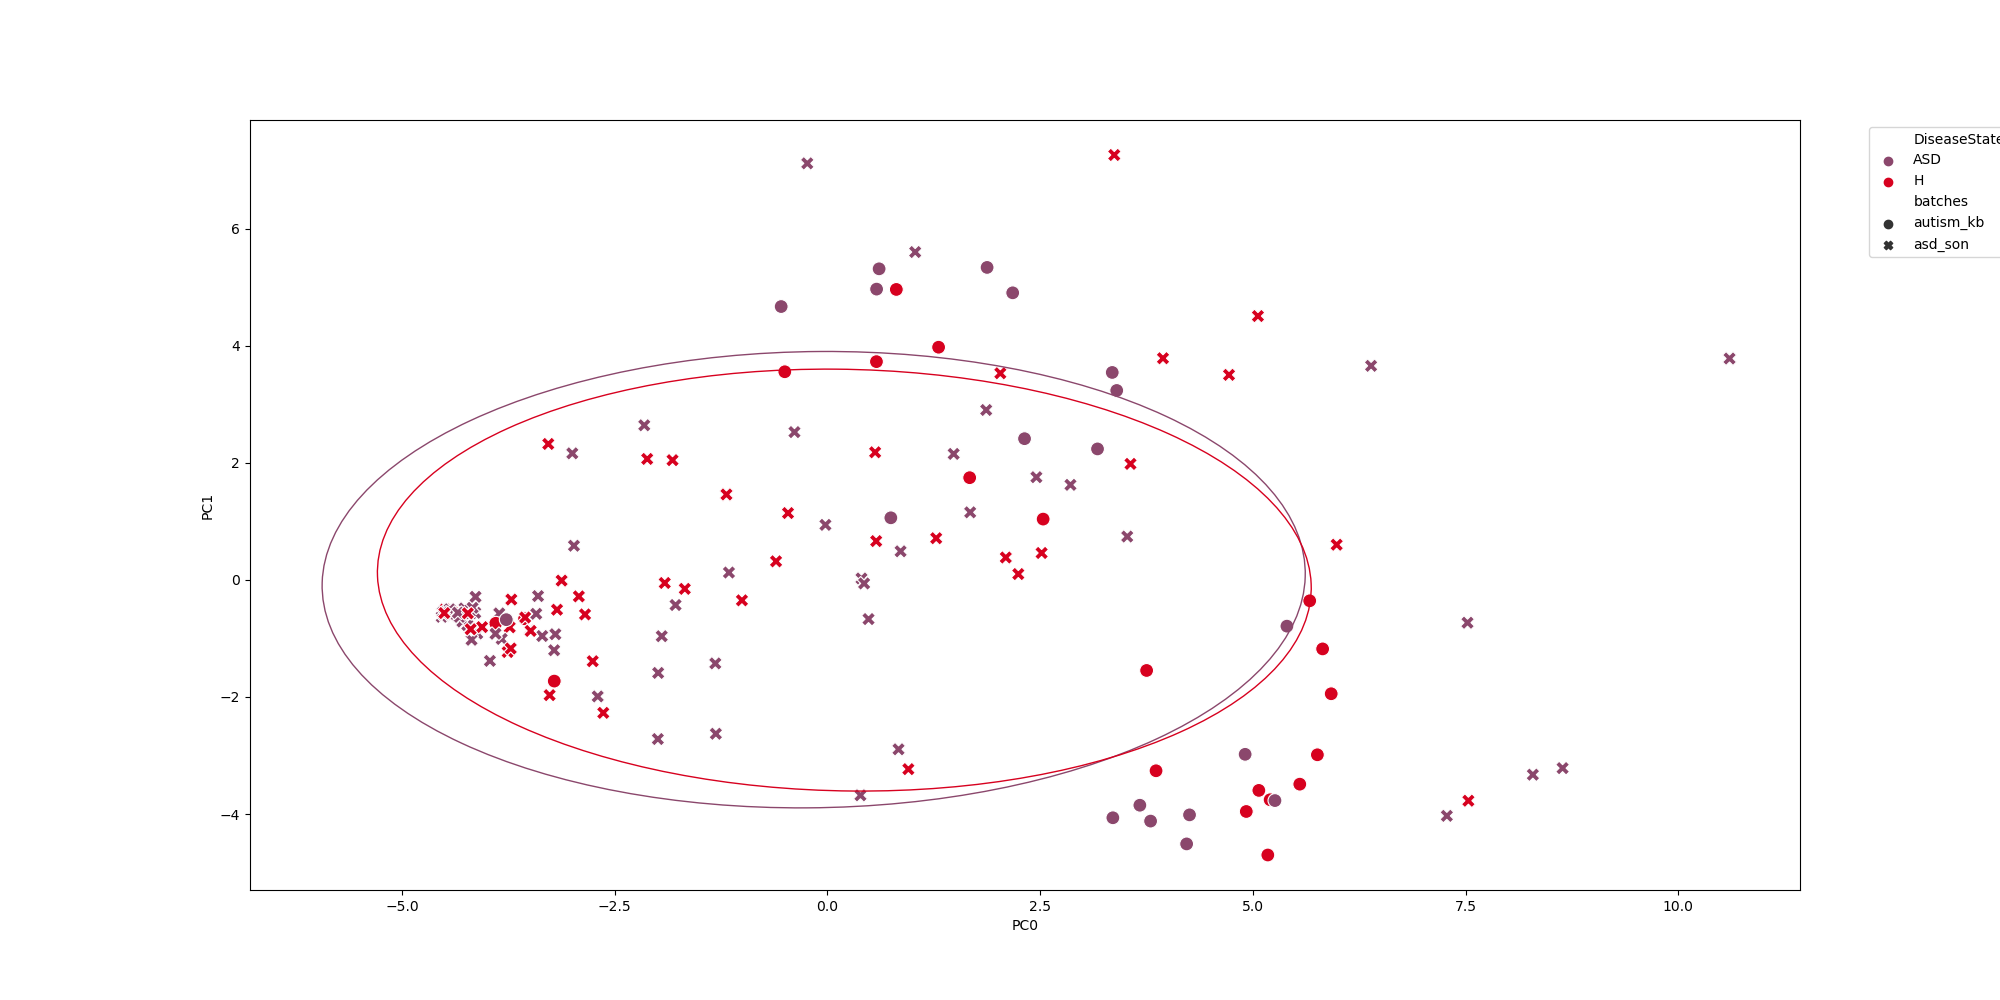 DiseaseState
ASD
H
batches
autism_kb
asd_son
6
4
2
0
−2
−4
PC1
−5.0 −2.5 0.0 2.5 5.0 7.5 10.0
PC0